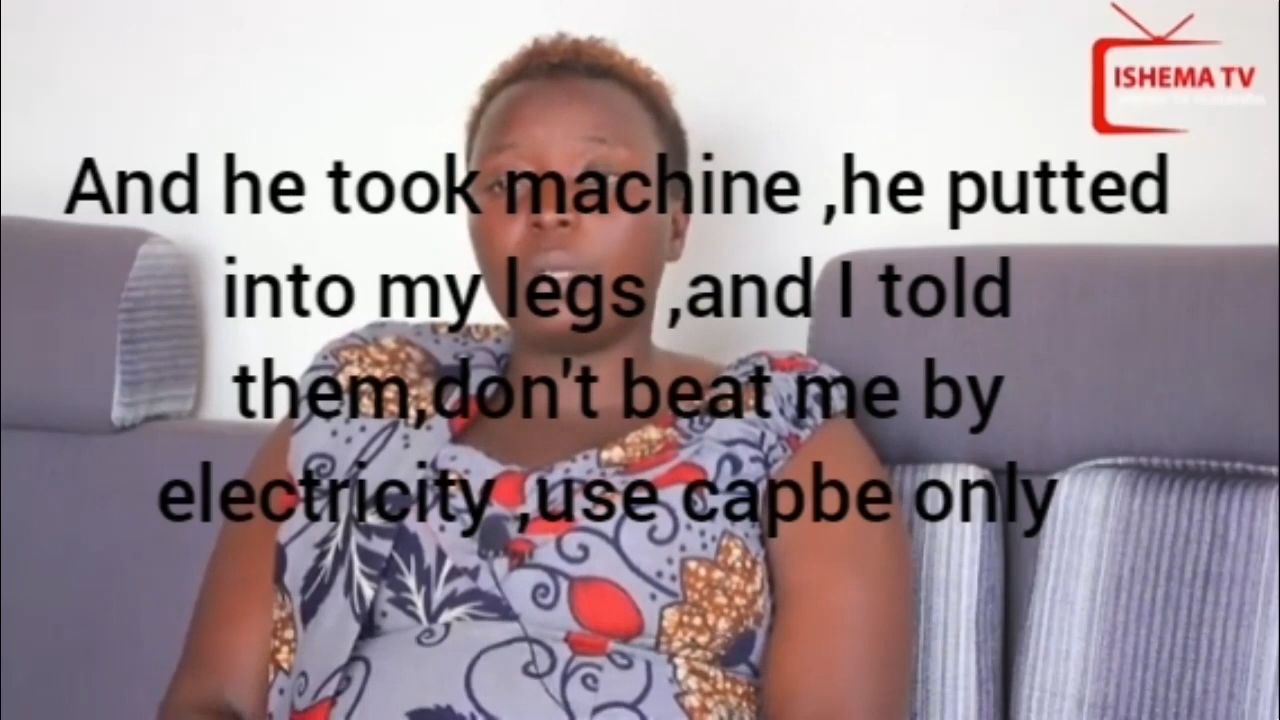 ISHEMA TV
And he took machine ,he putted
into my legs ,and I told
them,don't beat me by
electricity ,use capbe only